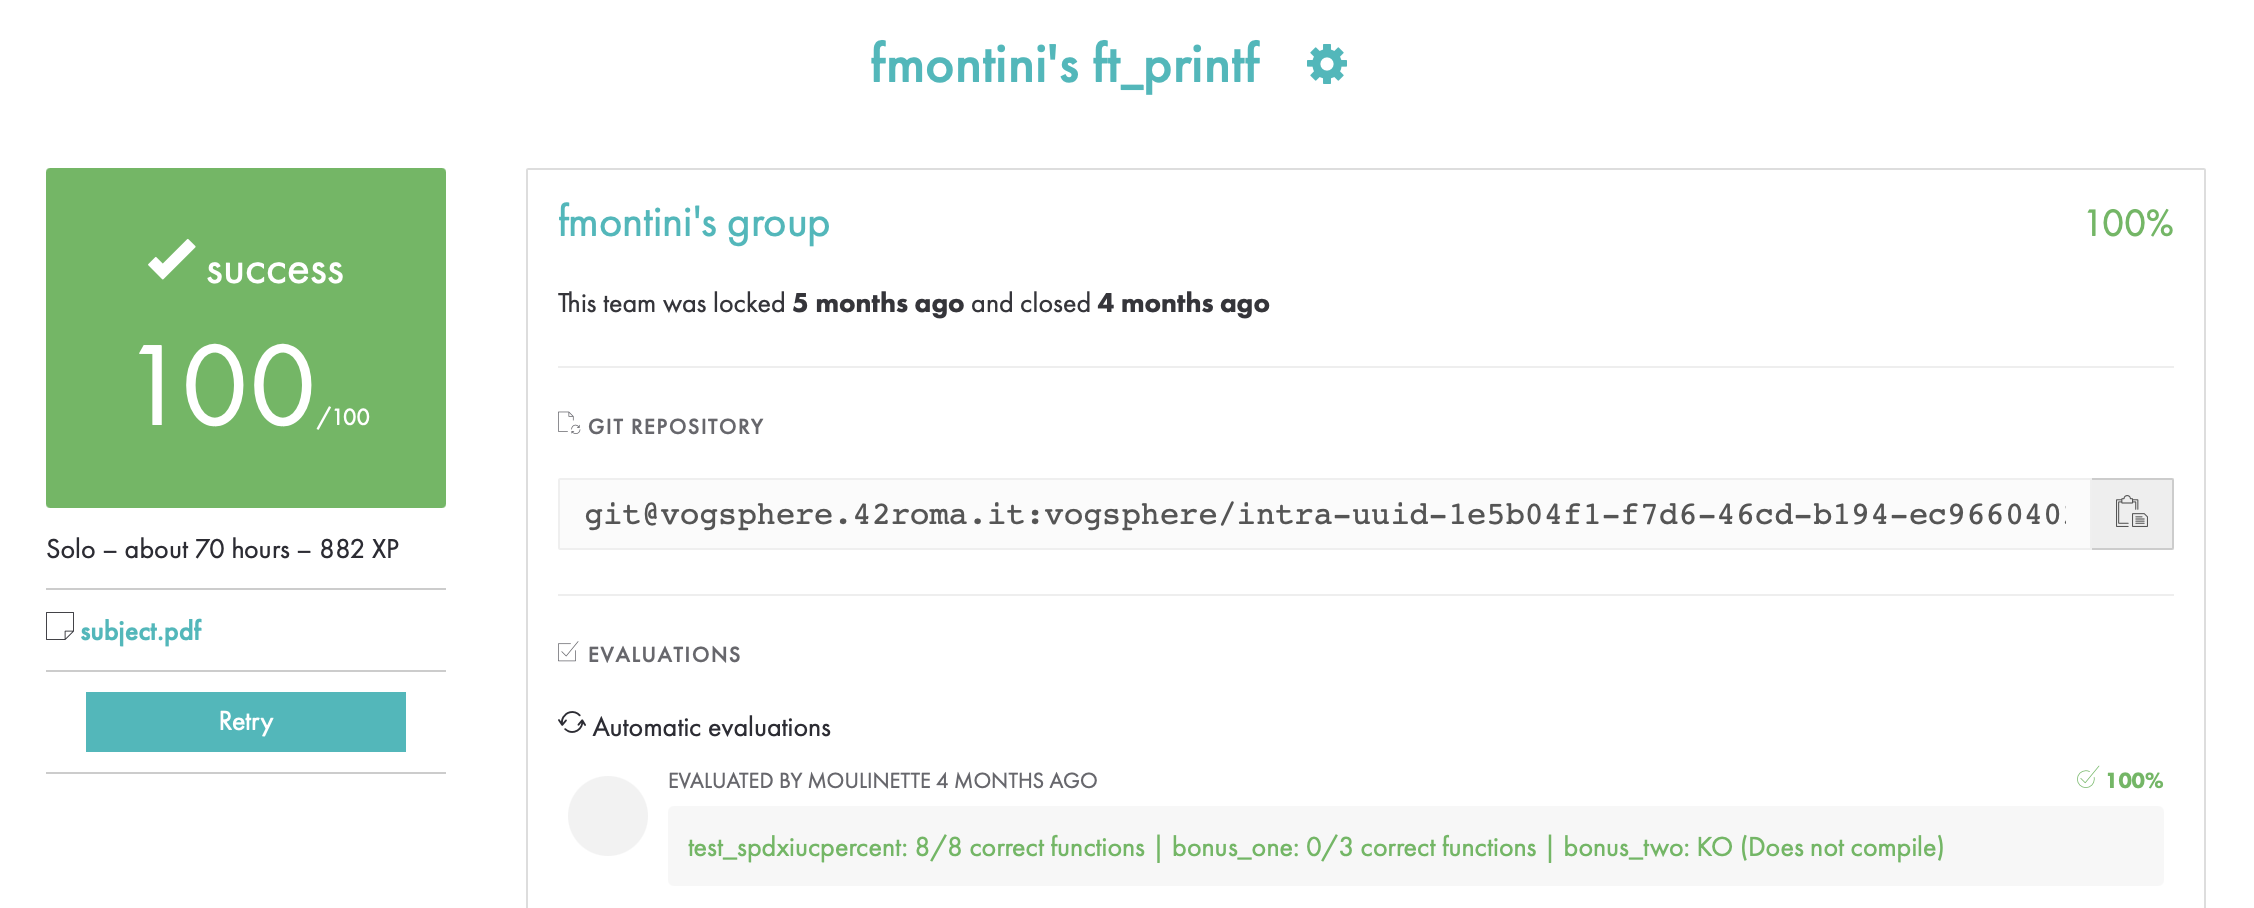 fmontini's ft_printf
success
100/100
Solo – about 70 hours – 882 XP
subject.pdf
Retry
fmontini's group
100%
This team was locked 5 months ago and closed 4 months ago
GIT REPOSITORY
git@vogsphere.42roma.it:vogsphere/intra-uuid-1e5b04f1-f7d6-46cd-b194-ec966040
EVALUATIONS
Automatic evaluations
EVALUATED BY MOULINETTE 4 MONTHS AGO
100%
test_spdxiucpercent: 8/8 correct functions | bonus_one: 0/3 correct functions | bonus_two: KO (Does not compile)